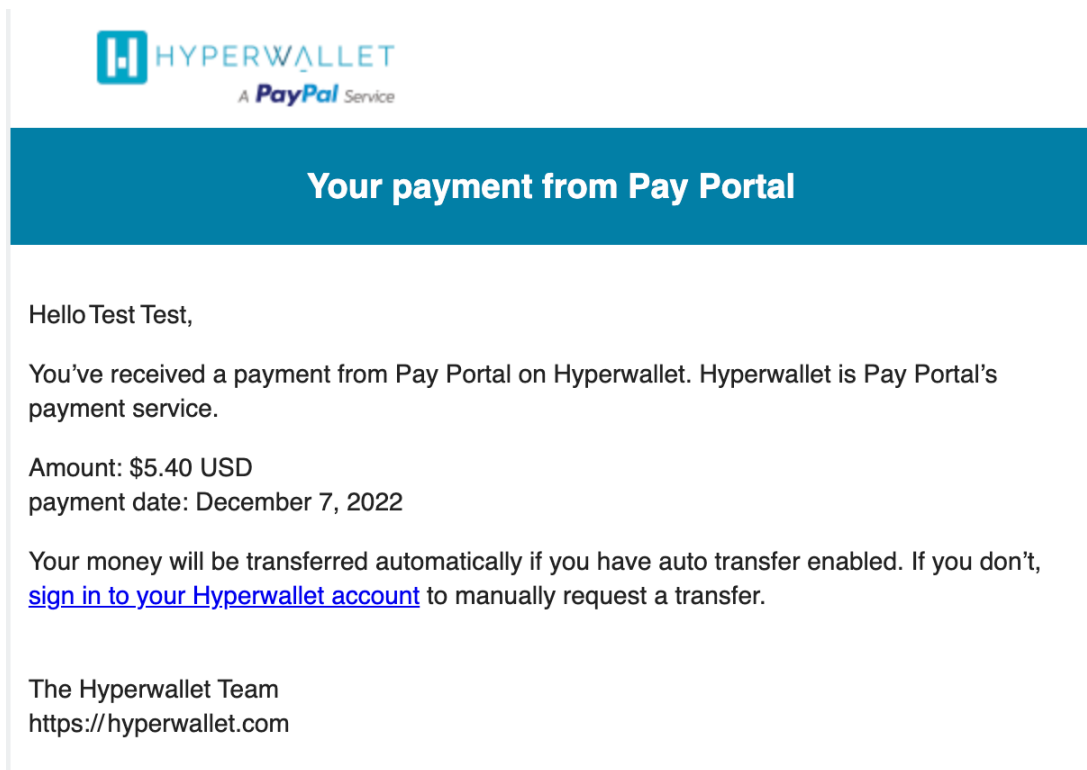 HYPERWALLET
A PayPal Service
Your payment from Pay Portal
Hello Test Test,
You’ve received a payment from Pay Portal on Hyperwallet. Hyperwallet is Pay Portal’s
payment service.
Amount: $5.40 USD
payment date: December 7, 2022
Your money will be transferred automatically if you have auto transfer enabled. If you don’t,
sign in to your Hyperwallet account to manually request a transfer.
The Hyperwallet Team
https://hyperwallet.com